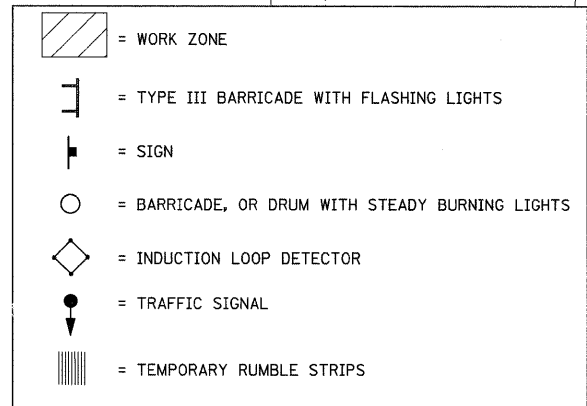 = WORK ZONE
= TYPE III BARRICADE WITH FLASHING LIGHTS
= SIGN
= BARRICADE, OR DRUM WITH STEADY BURNING LIGHTS
= INDUCTION LOOP DETECTOR
= TRAFFIC SIGNAL
= TEMPORARY RUMBLE STRIPS